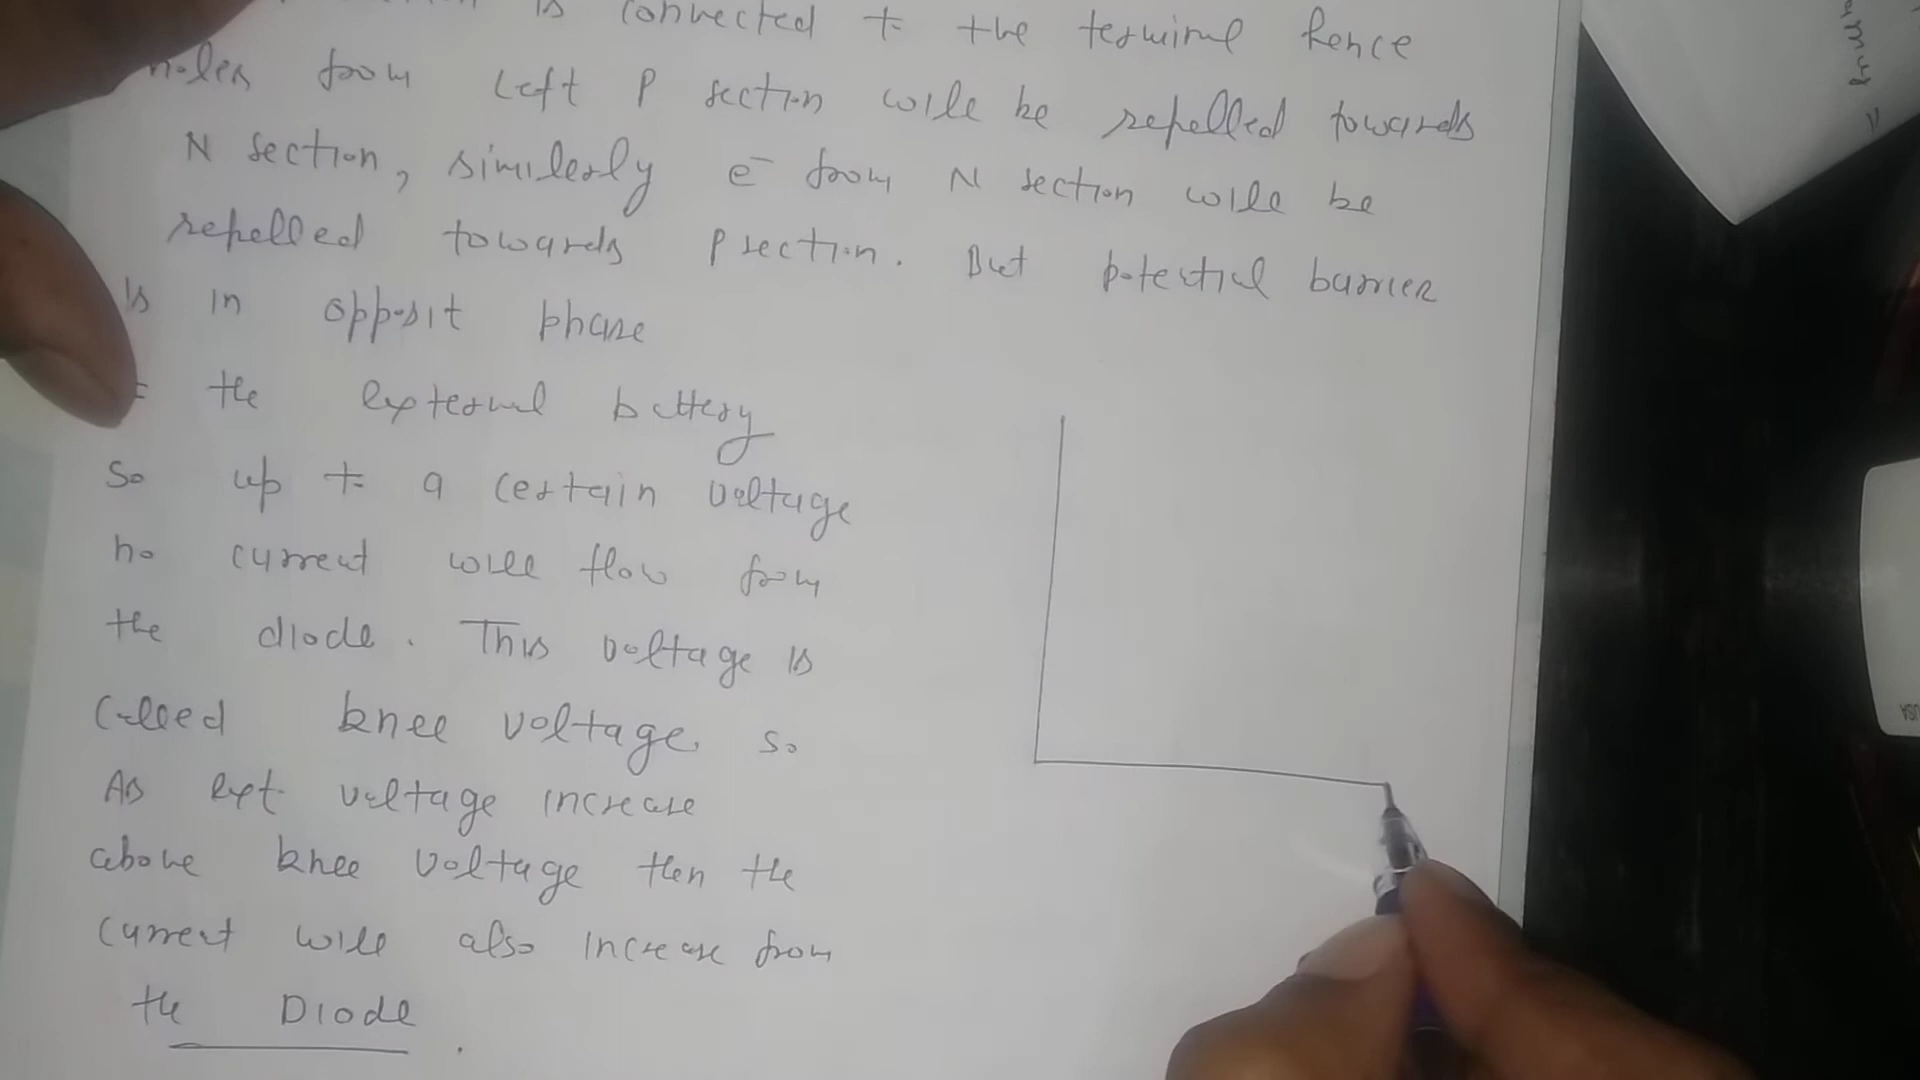 is connected to the terminal hence
holes from Left P section will be repelled towards
N section, similerly e⁻ from N section will be
repelled towards P section. But potential barrier
is in opposit phase
the external battery
So up to a certain voltage
no current will flow from
the diode. This voltage is
called knee voltage. So
As ext voltage increase
above knee voltage then the
current will also increase from
the Diode.
USA